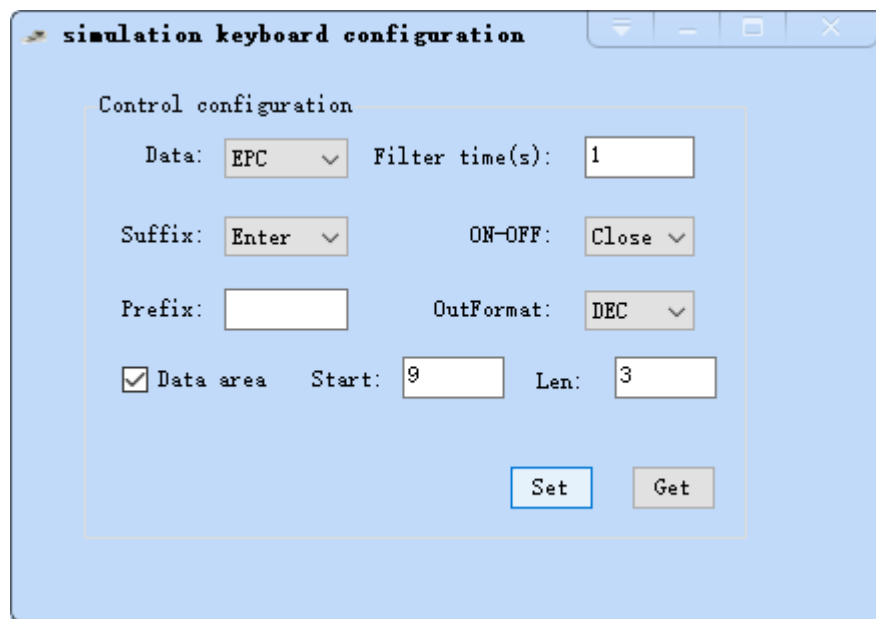 simulation keyboard configuration
Control configuration
Data: EPC Filter time(s): 1
Suffix: Enter ON-OFF: Close
Prefix: OutFormat: DEC
Data area Start: 9 Len: 3
Set Get